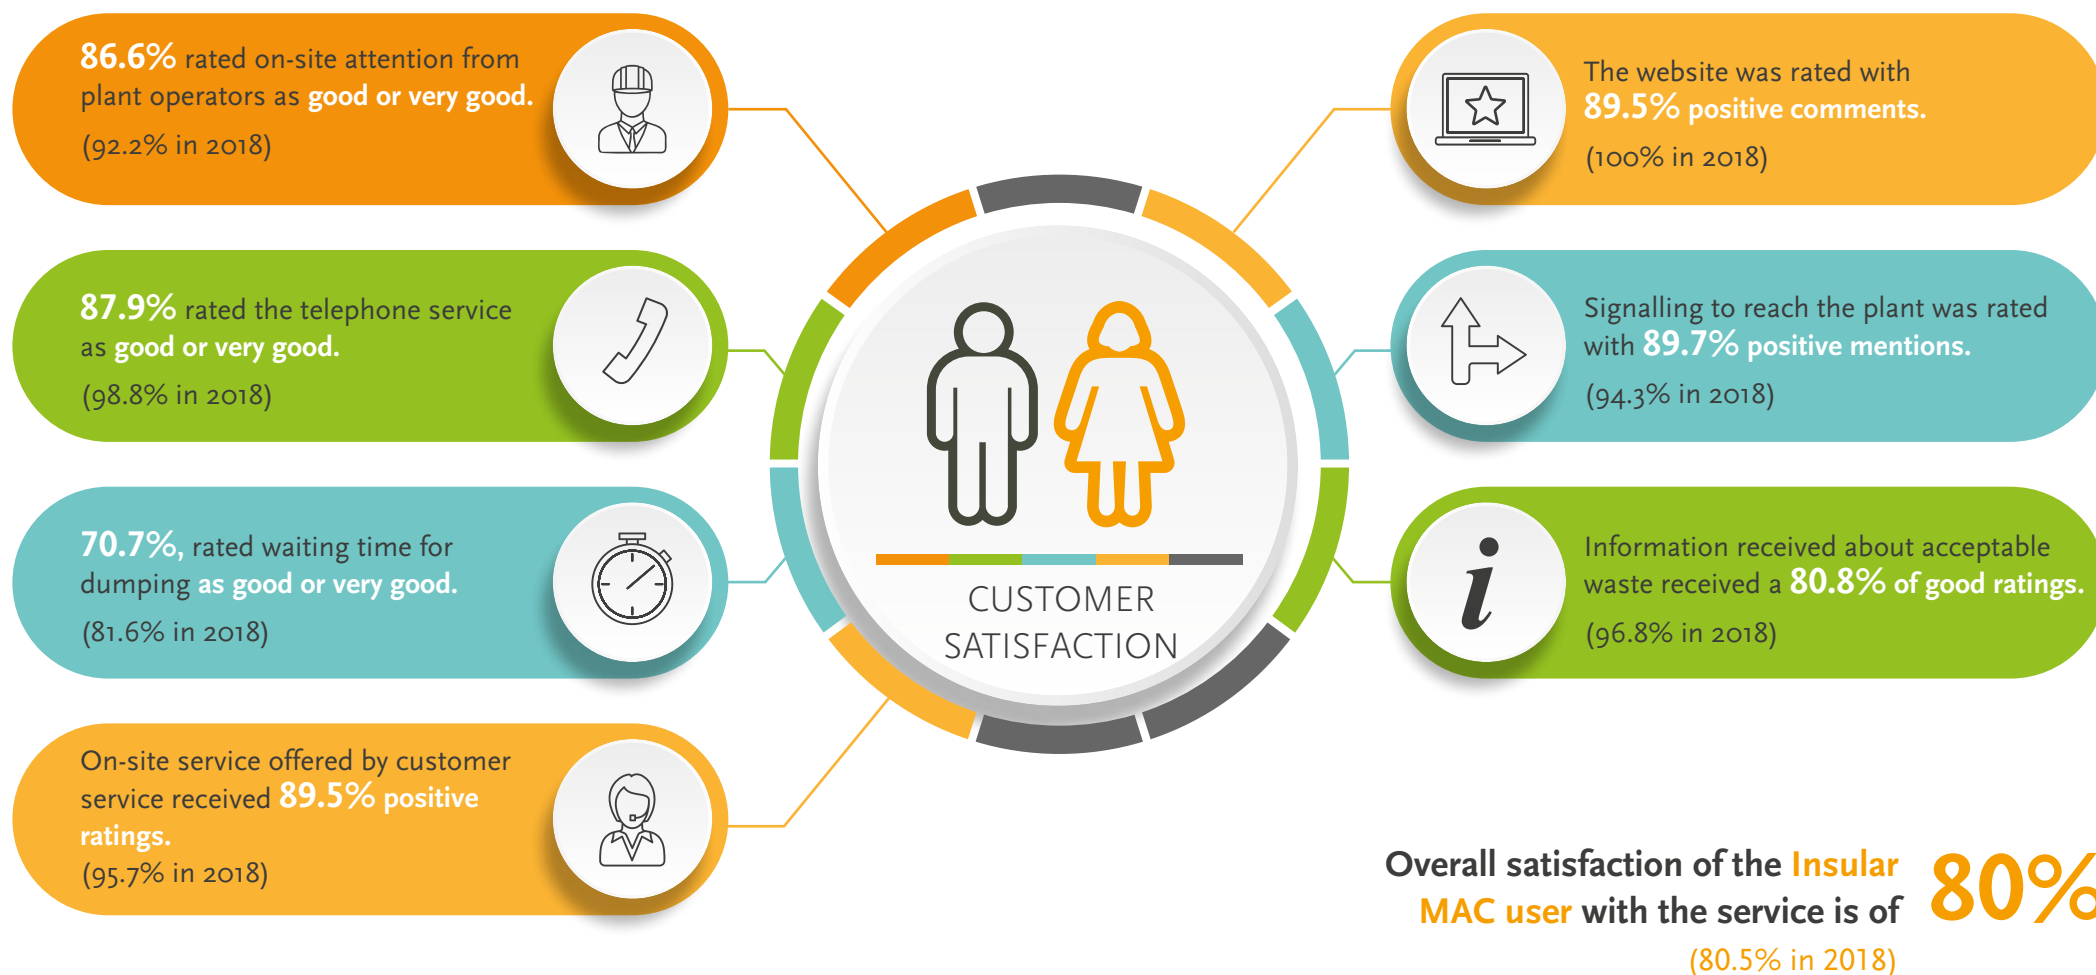 86.6% rated on-site attention from
plant operators as good or very good.
(92.2% in 2018)
87.9% rated the telephone service
as good or very good.
(98.8% in 2018)
70.7%, rated waiting time for
dumping as good or very good.
(81.6% in 2018)
On-site service offered by customer
service received 89.5% positive
ratings.
(95.7% in 2018)
CUSTOMER
SATISFACTION
The website was rated with
89.5% positive comments.
(100% in 2018)
Signalling to reach the plant was rated
with 89.7% positive mentions.
(94.3% in 2018)
Information received about acceptable
waste received a 80.8% of good ratings.
(96.8% in 2018)
Overall satisfaction of the Insular
MAC user with the service is of
80%
(80.5% in 2018)